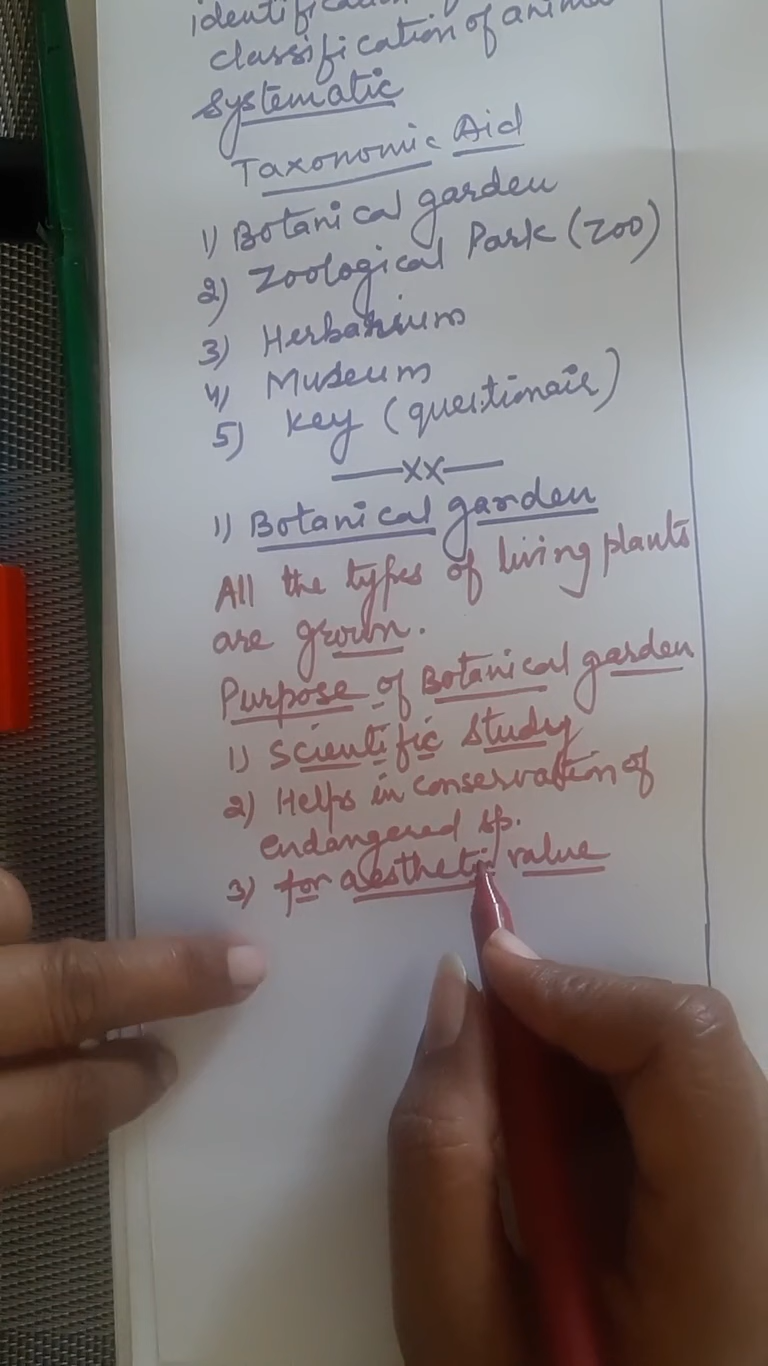 identification
classification of animal
Systematic
Taxonomic Aid
1) Botanical garden
2) Zoological Park (zoo)
3) Herbarium
4) Museum
5) Key (questionair)
—xx—
1) Botanical garden
All the types of living plants
are grown.
Purpose of Botanical garden
1) Scientific Study
2) Helps in conservation of
endangered sp.
3) for aesthetic value